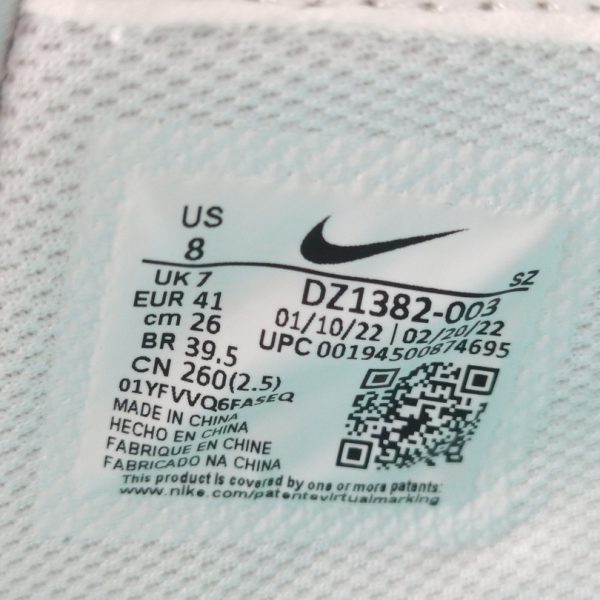 US
8
SZ
UK 7
EUR 41
cm 26
BR 39.5
CN 260(2.5)
01YFVVQ6FASEQ
DZ1382-003
01/10/22 | 02/20/22
UPC 00194500874695
MADE IN CHINA
HECHO EN CHINA
FABRIQUE EN CHINE
FABRICADO NA CHINA
This product is covered by one or more patents:
www.nike.com/patentsvirtualmarking